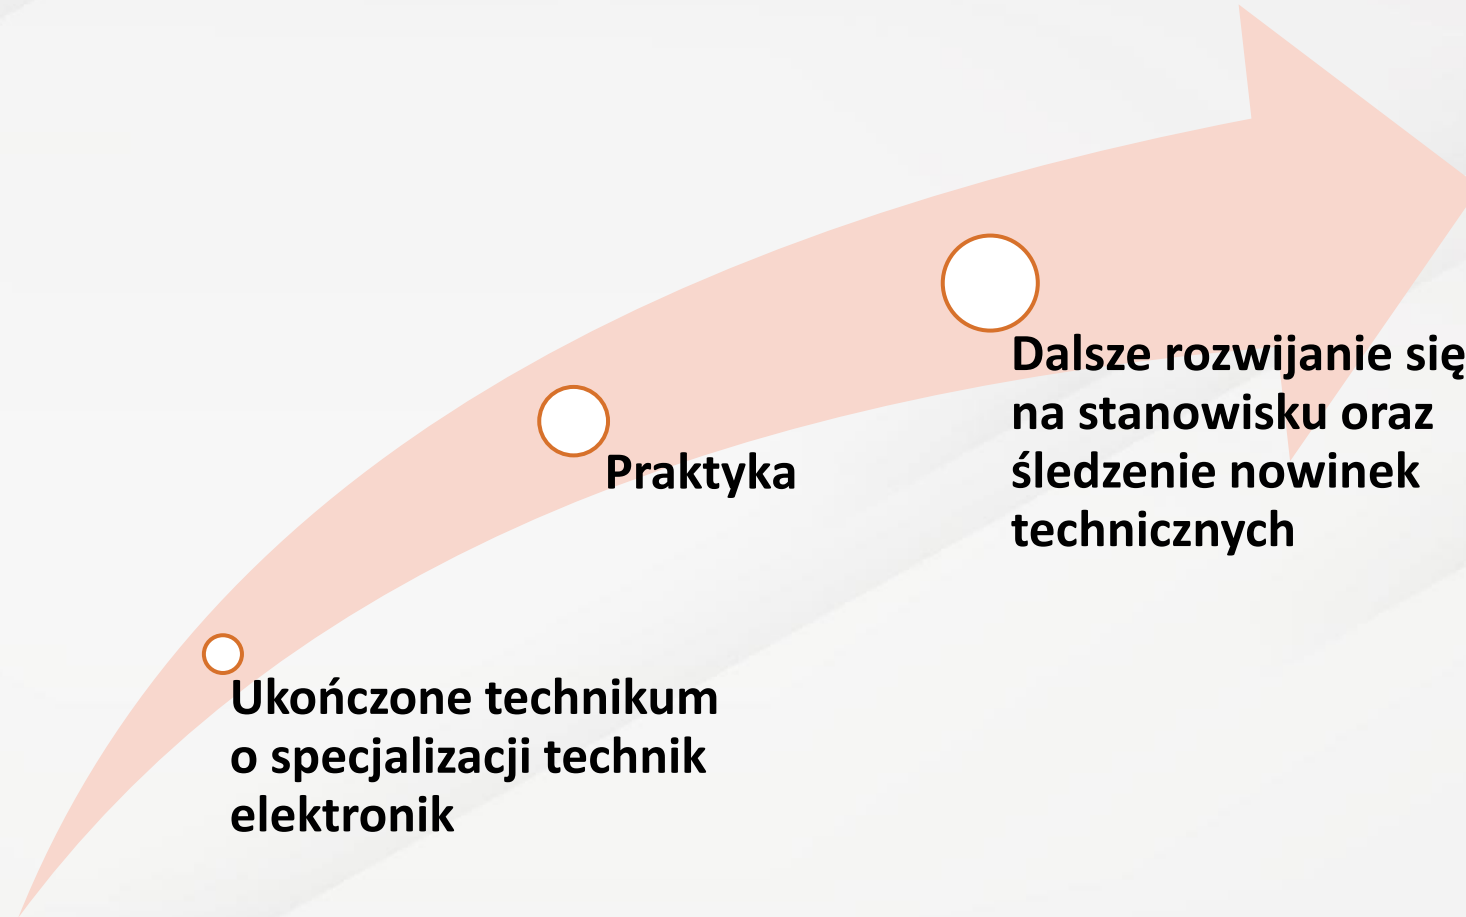 Dalsze rozwijanie się
na stanowisku oraz
śledzenie nowinek
technicznych
Praktyka
Ukończone technikum
o specjalizacji technik
elektronik